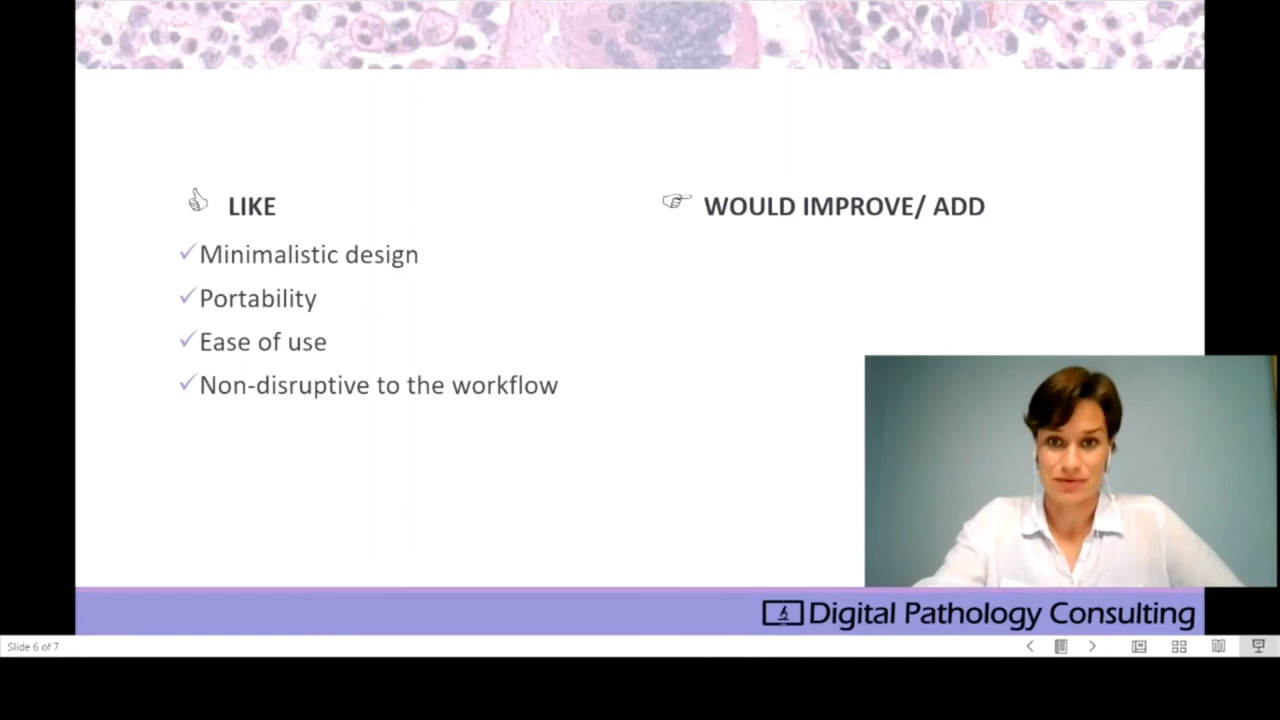 LIKE
Minimalistic design
Portability
Ease of use
Non-disruptive to the workflow
WOULD IMPROVE/ ADD
Digital Pathology Consulting
Slide 6 of 7